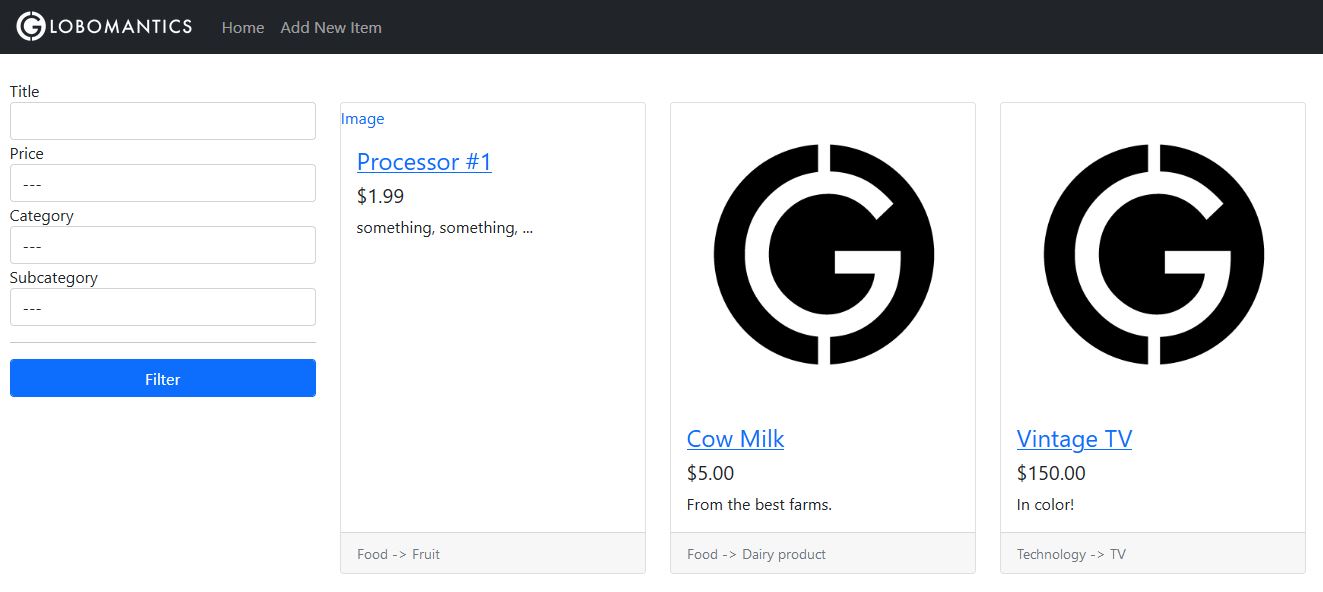 GLOBOMANTICS Home Add New Item
Title
Price
---
Category
---
Subcategory
---
Filter
Image
Processor #1
$1.99
something, something, ...
Food -> Fruit
G
Cow Milk
$5.00
From the best farms.
Food -> Dairy product
G
Vintage TV
$150.00
In color!
Technology -> TV